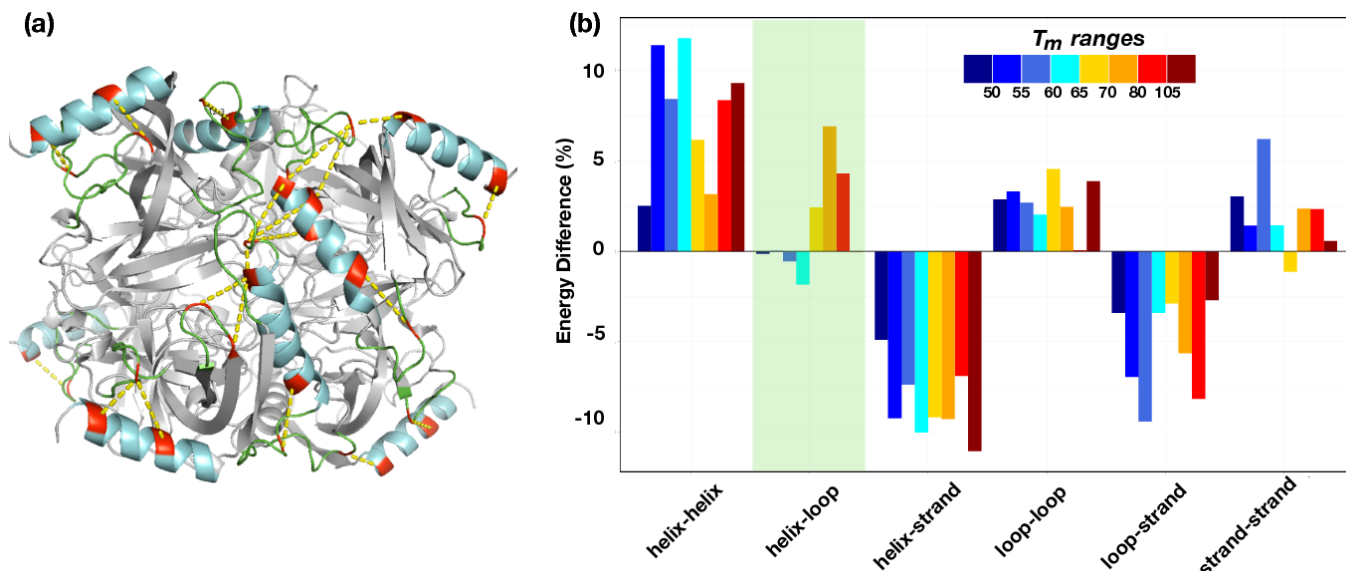 (a)
(b)
T_m ranges
50 55 60 65 70 80 105
Energy Difference (%)
10
5
0
-5
-10
helix-helix
helix-loop
helix-strand
loop-loop
loop-strand
strand-strand